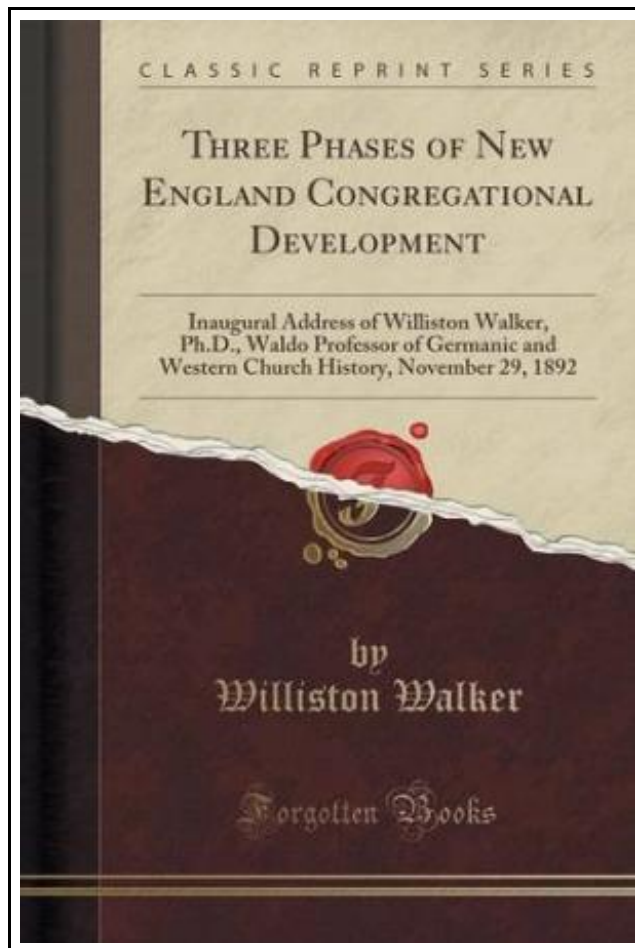 CLASSIC REPRINT SERIES
THREE PHASES OF NEW
ENGLAND CONGREGATIONAL
DEVELOPMENT
Inaugural Address of Williston Walker,
Ph.D., Waldo Professor of Germanic and
Western Church History, November 29, 1892
by
Williston Walker
Forgotten Books